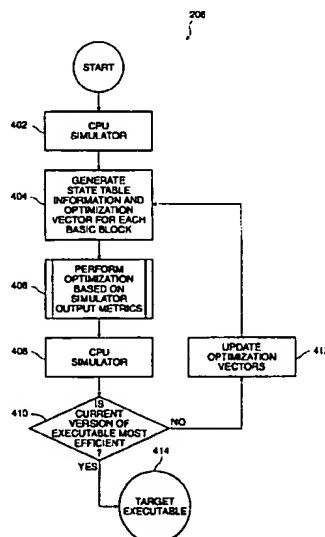 206
START
402
CPU
SIMULATOR
404
GENERATE
STATE TABLE
INFORMATION AND
OPTIMIZATION
VECTOR FOR EACH
BASIC BLOCK
406
PERFORM
OPTIMIZATION
BASED ON
SIMULATOR
OUTPUT METRICS
408
CPU
SIMULATOR
UPDATE
OPTIMIZATION
VECTORS
410
IS
CURRENT
VERSION OF
EXECUTABLE MOST
EFFICIENT
?
NO
YES
414
TARGET
EXECUTABLE